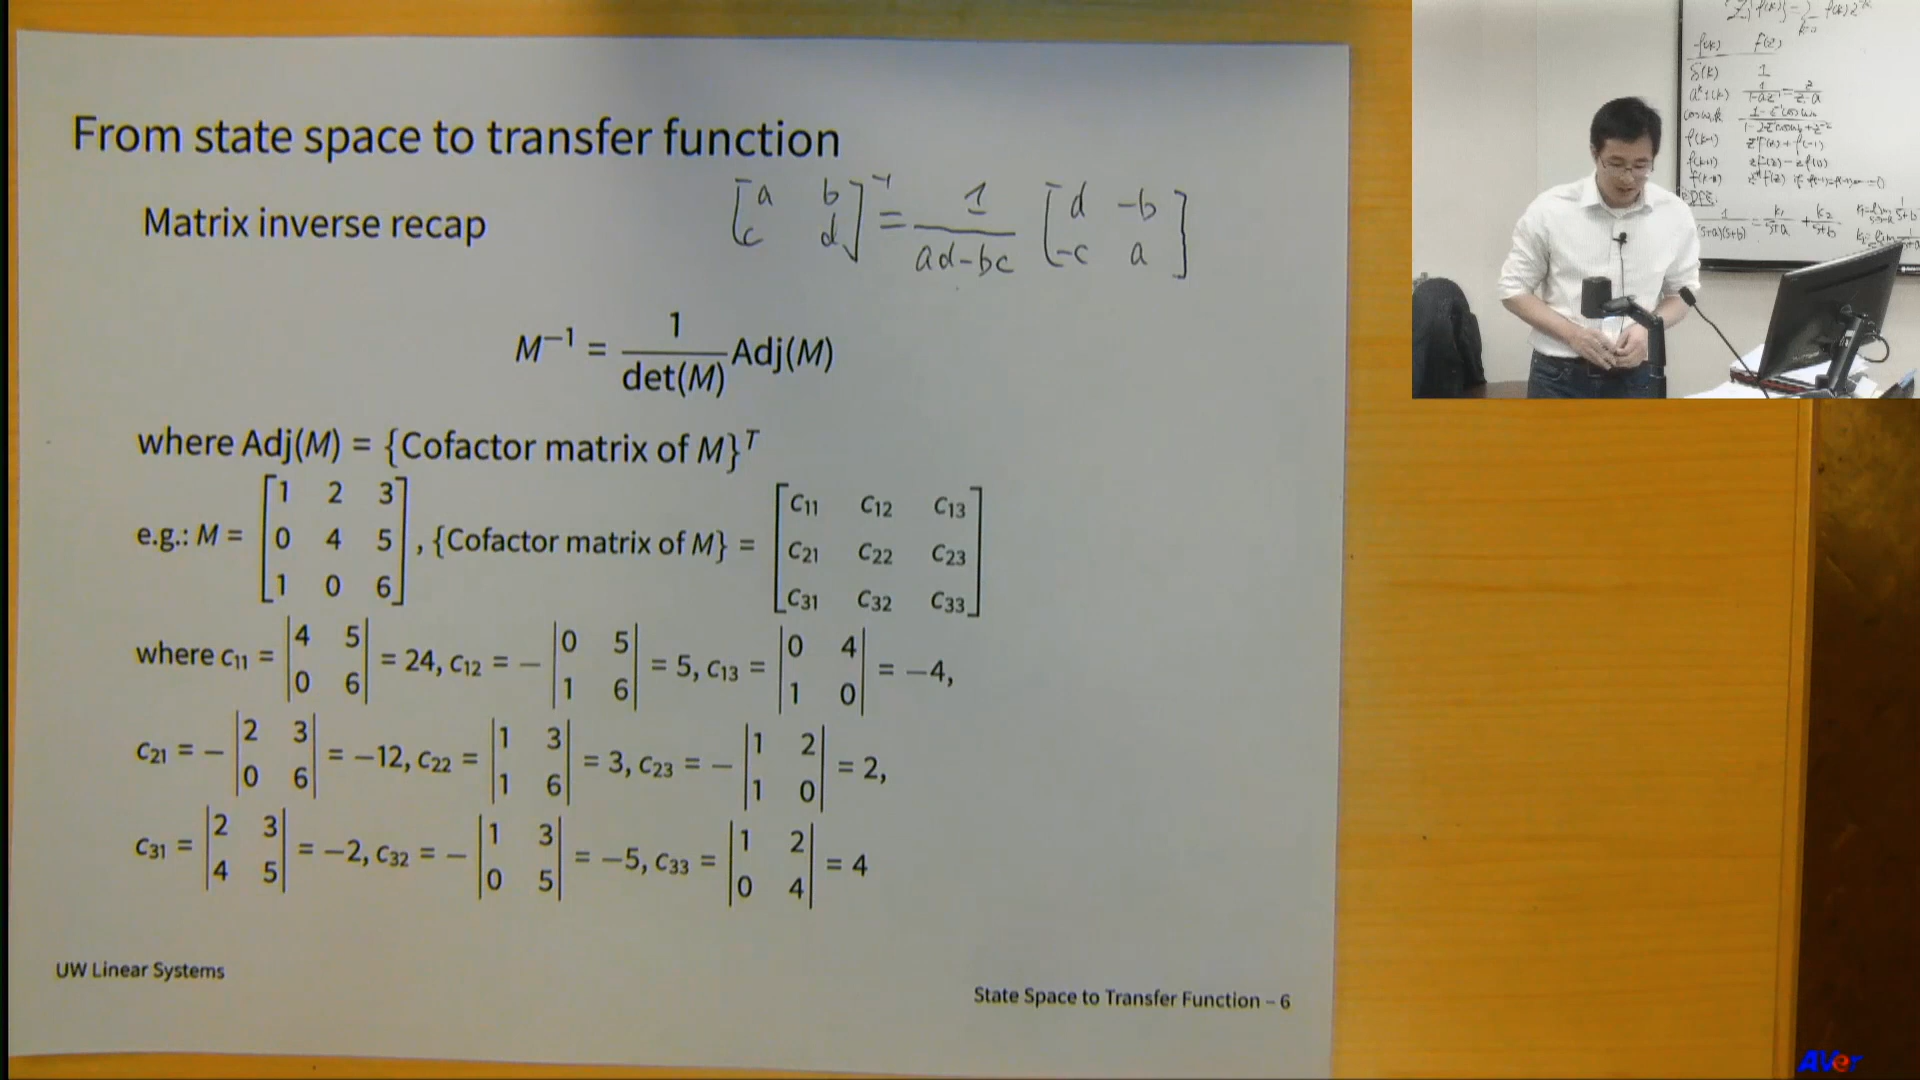 From state space to transfer function
Matrix inverse recap
[a b; c d]⁻¹ = 1/(ad-bc) [d -b; -c a]
M⁻¹ = 1/det(M) Adj(M)
where Adj(M) = {Cofactor matrix of M}ᵀ
e.g.: M = [1 2 3; 0 4 5; 1 0 6], {Cofactor matrix of M} = [c₁₁ c₁₂ c₁₃; c₂₁ c₂₂ c₂₃; c₃₁ c₃₂ c₃₃]
where c₁₁ = |4 5; 0 6| = 24, c₁₂ = − |0 5; 1 6| = 5, c₁₃ = |0 4; 1 0| = −4,
c₂₁ = − |2 3; 0 6| = −12, c₂₂ = |1 3; 1 6| = 3, c₂₃ = − |1 2; 1 0| = 2,
c₃₁ = |2 3; 4 5| = −2, c₃₂ = − |1 3; 0 5| = −5, c₃₃ = |1 2; 0 4| = 4
UW Linear Systems
State Space to Transfer Function – 6
f(k) F(z)
δ(k) 1
AVer